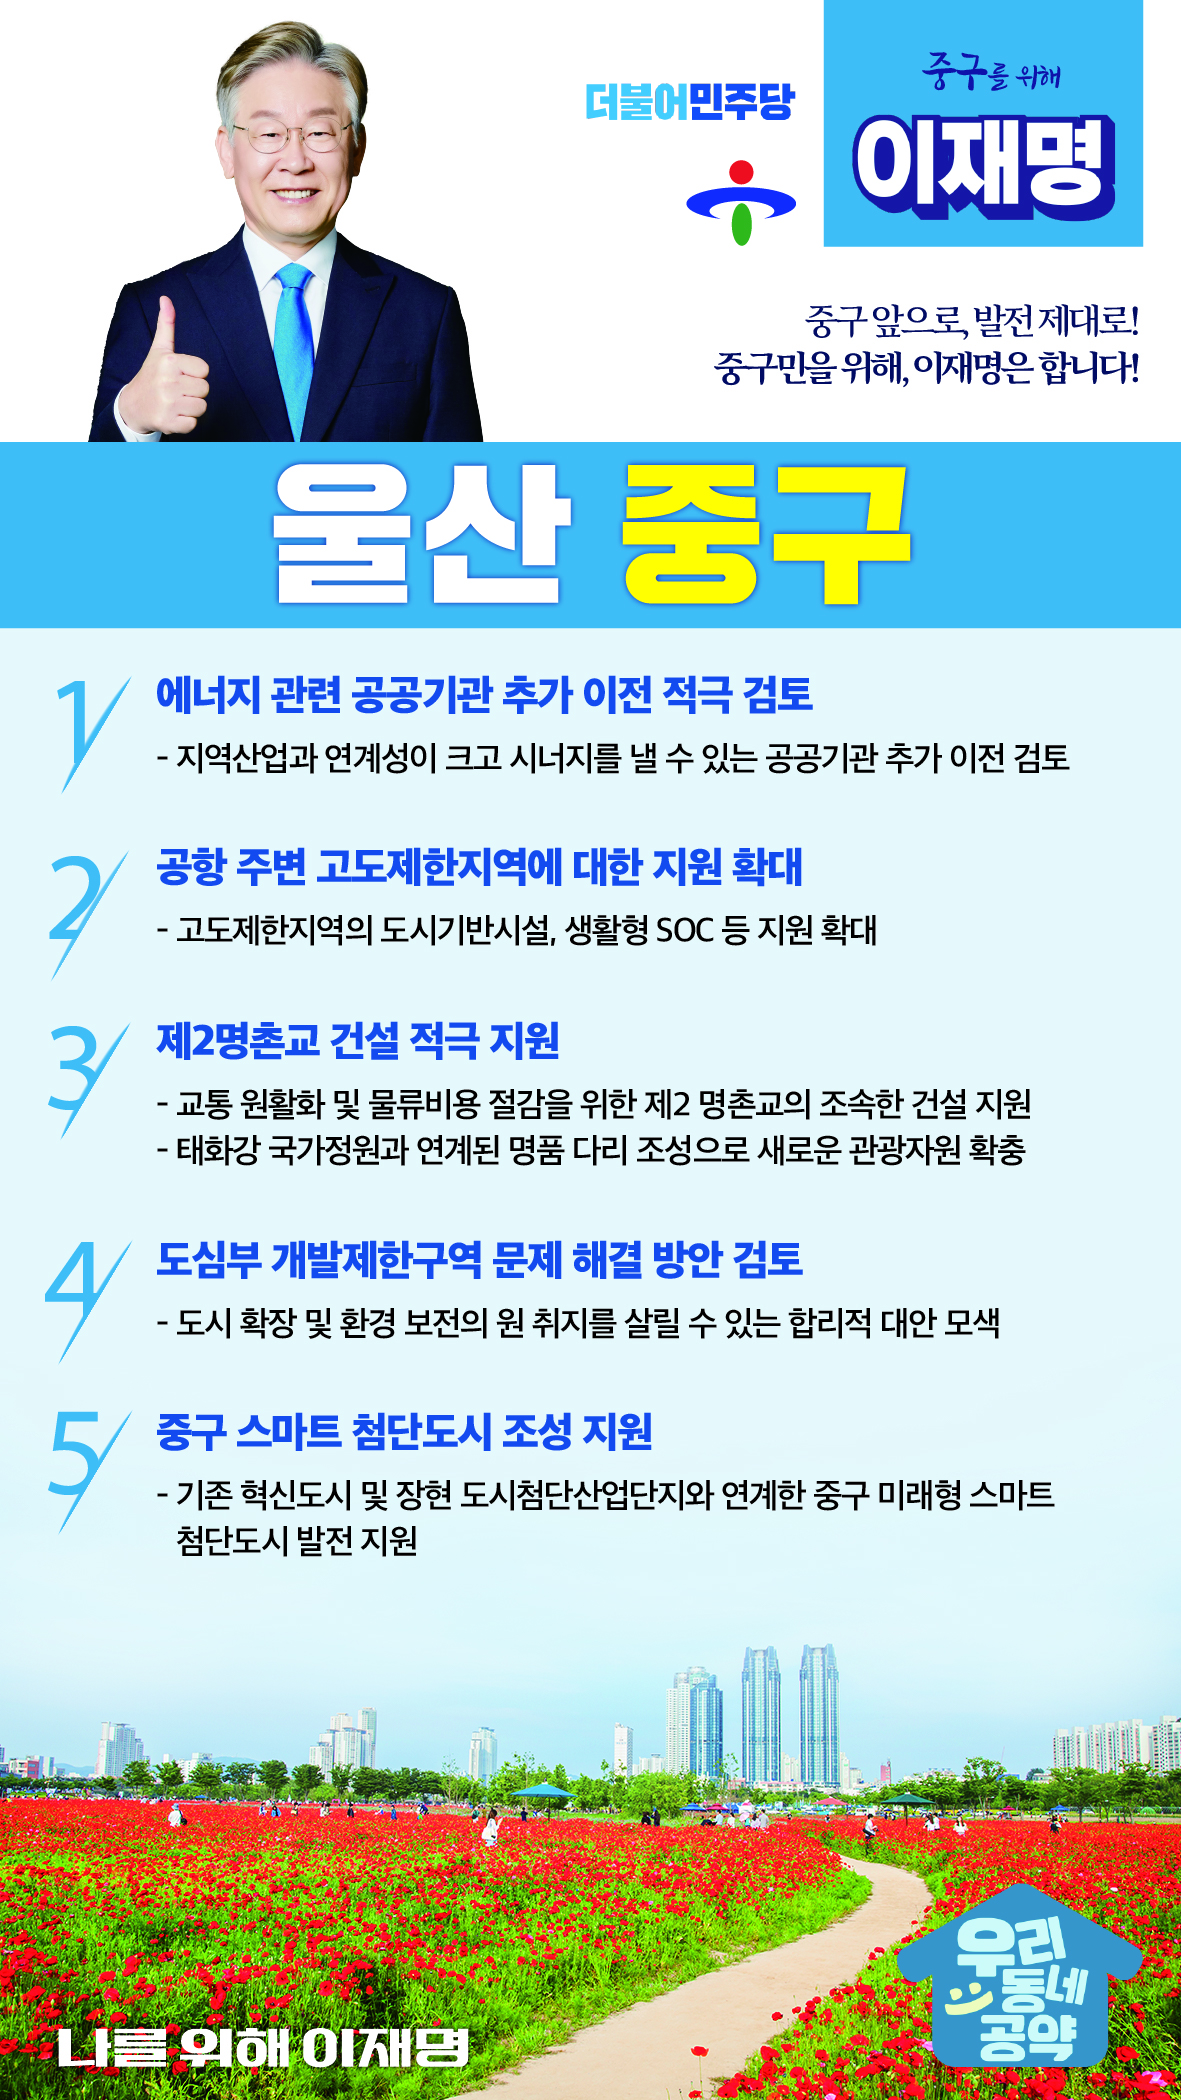 더불어민주당
중구를 위해
이재명
중구 앞으로, 발전 제대로!
중구만을 위해, 이재명은 합니다!
울산 중구
1
에너지 관련 공공기관 추가 이전 적극 검토
- 지역산업과 연계성이 크고 시너지를 낼 수 있는 공공기관 추가 이전 검토
2
공항 주변 고도제한지역에 대한 지원 확대
- 고도제한지역의 도시기반시설, 생활형 SOC 등 지원 확대
3
제2명촌교 건설 적극 지원
- 교통 원활화 및 물류비용 절감을 위한 제2 명촌교의 조속한 건설 지원
- 태화강 국가정원과 연계된 명품 다리 조성으로 새로운 관광자원 확충
4
도심부 개발제한구역 문제 해결 방안 검토
- 도시 확장 및 환경 보전의 원 취지를 살릴 수 있는 합리적 대안 모색
5
중구 스마트 첨단도시 조성 지원
- 기존 혁신도시 및 장현 도시첨단산업단지와 연계한 중구 미래형 스마트
첨단도시 발전 지원
우리
동네
공약
나를 위해 이재명